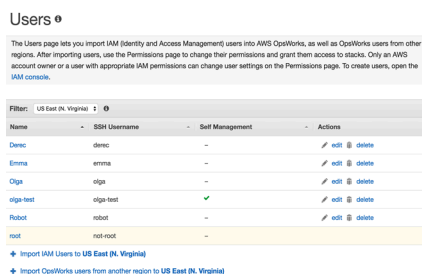 Users
The Users page lets you import IAM (Identity and Access Management) users into AWS OpsWorks, as well as OpsWorks users from other
regions. After importing users, use the Permissions page to change their permissions and grant them access to stacks. Only an AWS
account owner or a user with appropriate IAM permissions can change user settings on the Permissions page. To create users, open the
IAM console.
Filter: US East (N. Virginia)
Name SSH Username Self Management Actions
Derec derec – edit delete
Emma emma – edit delete
Olga olga – edit delete
olga-test olga-test edit delete
Robot robot – edit delete
root not-root –
Import IAM Users to US East (N. Virginia)
Import OpsWorks users from another region to US East (N. Virginia)